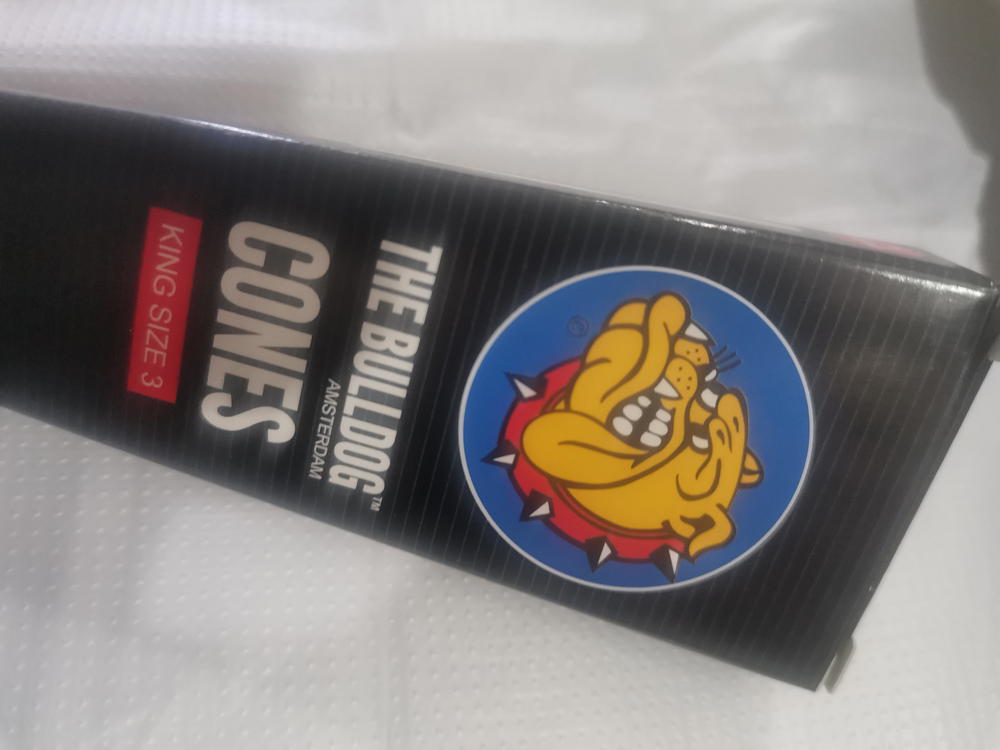 THE BULLDOG™
AMSTERDAM
CONES
KING SIZE 3